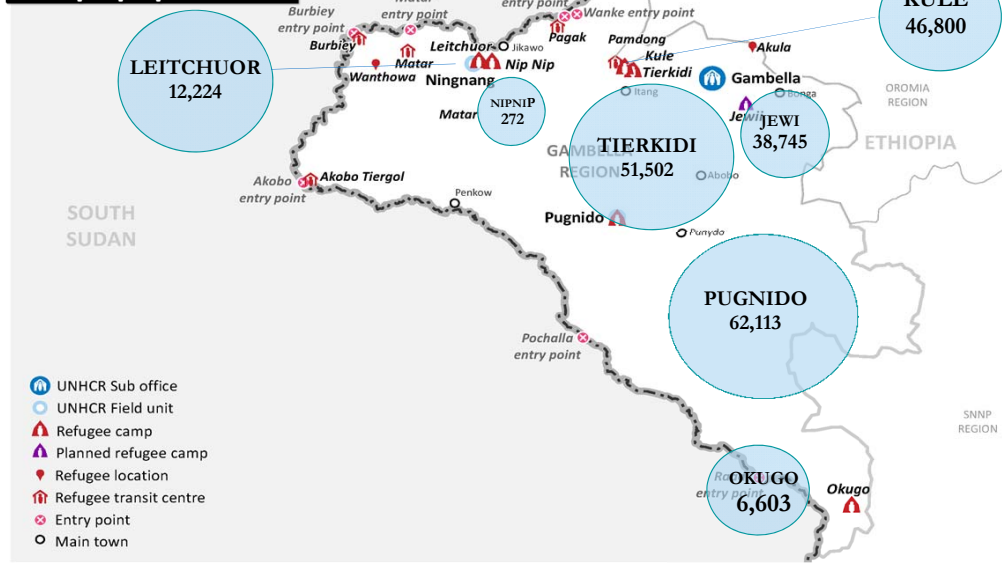 Burbiey
entry point
entry point
entry point
Wanke entry point
KULE
46,800
Burbiey
Matar
Leitchuor
Jikawo
Pagak
Pamdong
Kule
Tierkidi
Akula
LEITCHUOR
12,224
Wanthowa
Nip Nip
Ningnang
Gambella
Itang
Bonga
OROMIA
REGION
NIPNIP
272
Matar
Jewii
JEWI
38,745
ETHIOPIA
TIERKIDI
51,502
GAMBELLA
REGION
Abobo
Akobo
entry point
Akobo Tiergol
Penkow
SOUTH
SUDAN
Pugnido
Punydo
PUGNIDO
62,113
Pochalla
entry point
UNHCR Sub office
UNHCR Field unit
Refugee camp
Planned refugee camp
Refugee location
Refugee transit centre
Entry point
Main town
SNNP
REGION
OKUGO
6,603
entry point
Okugo